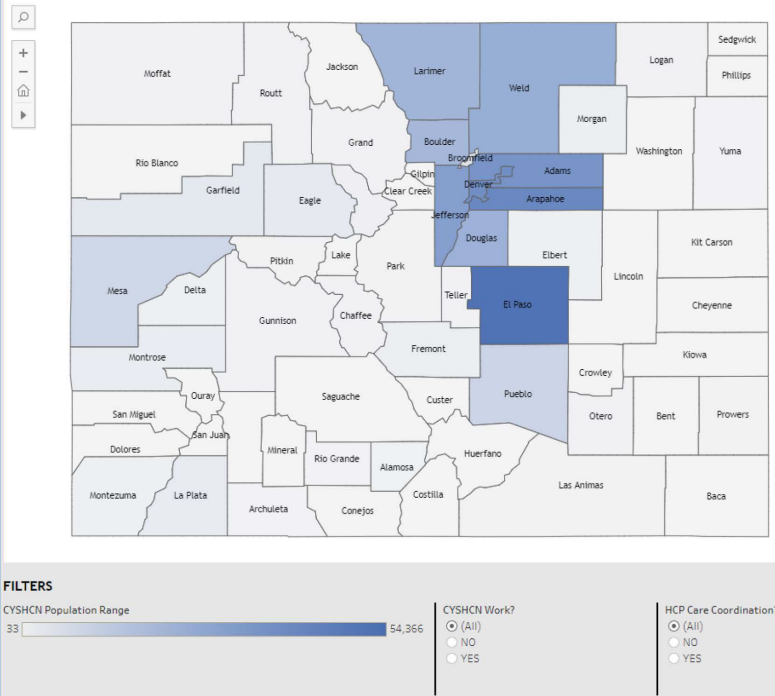 Sedgwick
Logan
Phillips
Jackson
Larimer
Moffat
Routt
Weld
Morgan
Grand
Boulder
Washington
Yuma
Rio Blanco
Broomfield
Gilpin
Adams
Garfield
Clear Creek
Denver
Eagle
Arapahoe
Jefferson
Douglas
Kit Carson
Elbert
Lake
Pitkin
Park
Lincoln
Mesa
Delta
Teller
El Paso
Cheyenne
Gunnison
Chaffee
Fremont
Montrose
Kiowa
Crowley
Ouray
Saguache
Custer
Pueblo
San Miguel
Otero
Bent
Prowers
San Juan
Dolores
Mineral
Rio Grande
Huerfano
Alamosa
Montezuma
La Plata
Las Animas
Costilla
Baca
Archuleta
Conejos
FILTERS
CYSHCN Population Range
33
54,366
CYSHCN Work?
(All)
NO
YES
HCP Care Coordination?
(All)
NO
YES